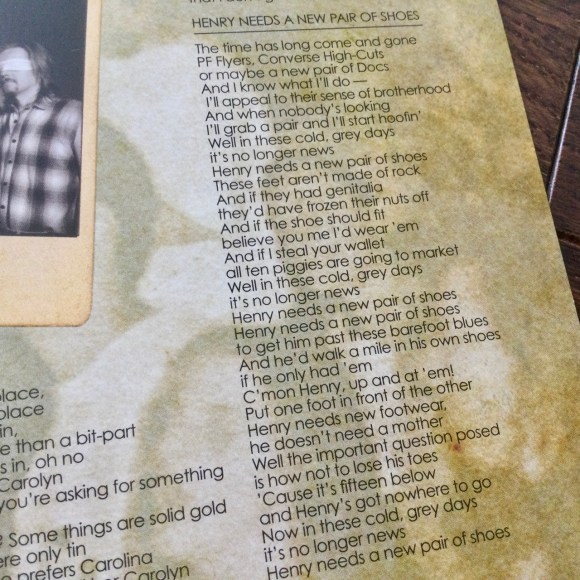 HENRY NEEDS A NEW PAIR OF SHOES
The time has long come and gone
PF Flyers, Converse High-Cuts
or maybe a new pair of Docs
And I know what I'll do —
I'll appeal to their sense of brotherhood
And when nobody's looking
I'll grab a pair and I'll start hoofin'
Well in these cold, grey days
it's no longer news
Henry needs a new pair of shoes
These feet aren't made of rock
And if they had genitalia
they'd have frozen their nuts off
And if the shoe should fit
believe you me I'd wear 'em
And if I steal your wallet
all ten piggies are going to market
Well in these cold, grey days
it's no longer news
Henry needs a new pair of shoes
Henry needs a new pair of shoes
to get him past these barefoot blues
And he'd walk a mile in his own shoes
if he only had 'em
C'mon Henry, up and at 'em!
Put one foot in front of the other
Henry needs new footwear,
he doesn't need a mother
Well the important question posed
is how not to lose his toes
'Cause it's fifteen below
and Henry's got nowhere to go
Now in these cold, grey days
it's no longer news
Henry needs a new pair of shoes
place,
place
in,
e than a bit-part
s in, oh no
Carolyn
you're asking for something
Some things are solid gold
ere only tin
prefers Carolina
Carolyn